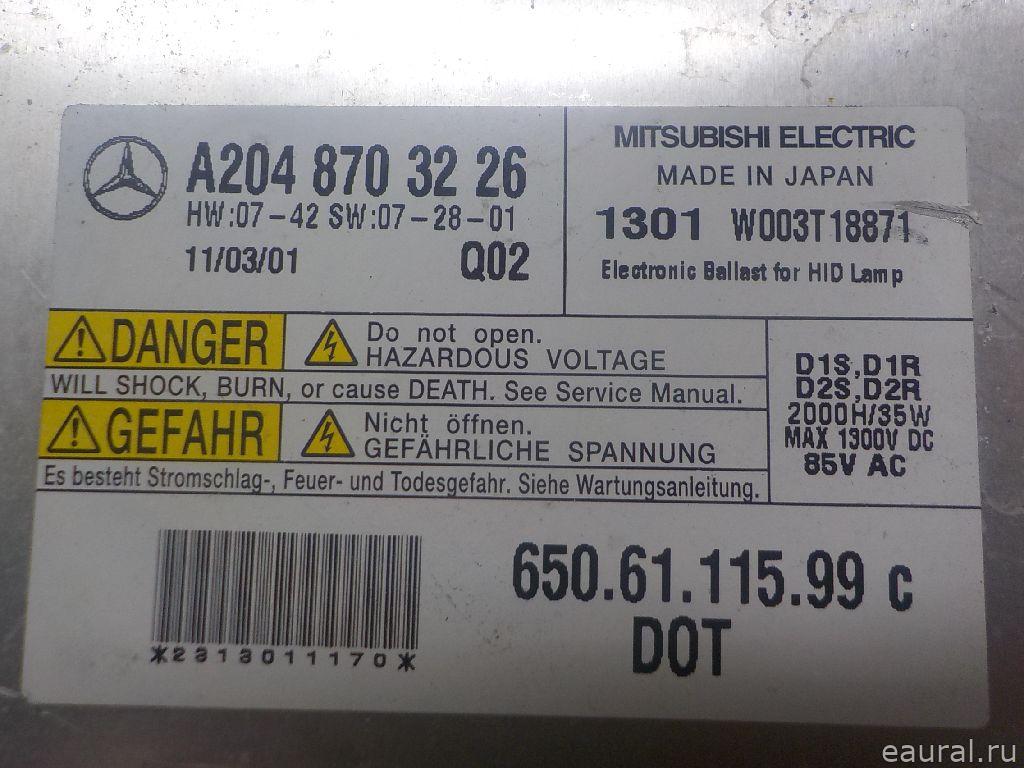 A204 870 32 26
HW:07-42 SW:07-28-01
11/03/01 Q02
MITSUBISHI ELECTRIC
MADE IN JAPAN
1301 W003T18871
Electronic Ballast for HID Lamp
DANGER
Do not open.
HAZARDOUS VOLTAGE
WILL SHOCK, BURN, or cause DEATH. See Service Manual.
GEFAHR
Nicht öffnen.
GEFÄHRLICHE SPANNUNG
Es besteht Stromschlag-, Feuer- und Todesgefahr. Siehe Wartungsanleitung.
D1S,D1R
D2S,D2R
2000H/35W
MAX 1300V DC
85V AC
*2313011170*
650.61.115.99 c
DOT
eaural.ru